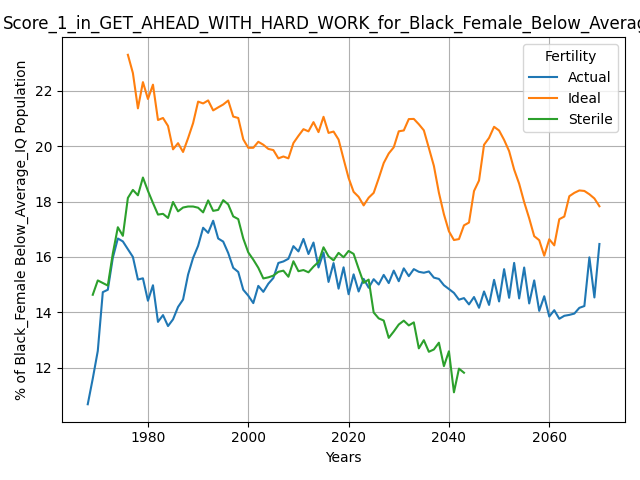 Score_1_in_GET_AHEAD_WITH_HARD_WORK_for_Black_Female_Below_Averag
% of Black_Female Below_Average_IQ Population
Fertility
Actual
Ideal
Sterile
22
20
18
16
14
12
1980
2000
2020
2040
2060
Years